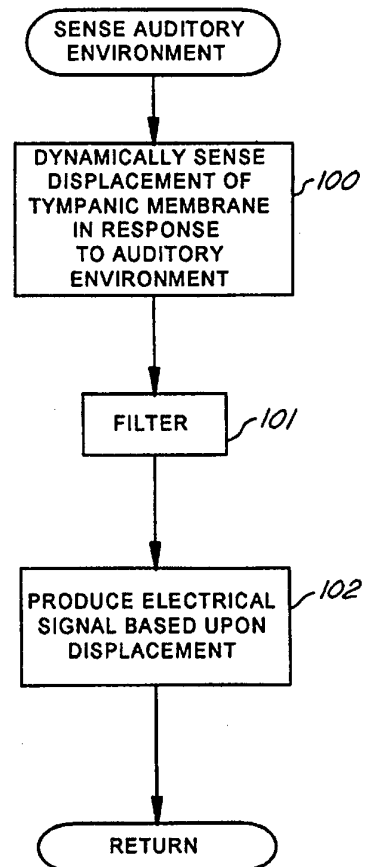 SENSE AUDITORY
ENVIRONMENT
DYNAMICALLY SENSE
DISPLACEMENT OF
TYMPANIC MEMBRANE
IN RESPONSE
TO AUDITORY
ENVIRONMENT
100
FILTER
101
PRODUCE ELECTRICAL
SIGNAL BASED UPON
DISPLACEMENT
102
RETURN